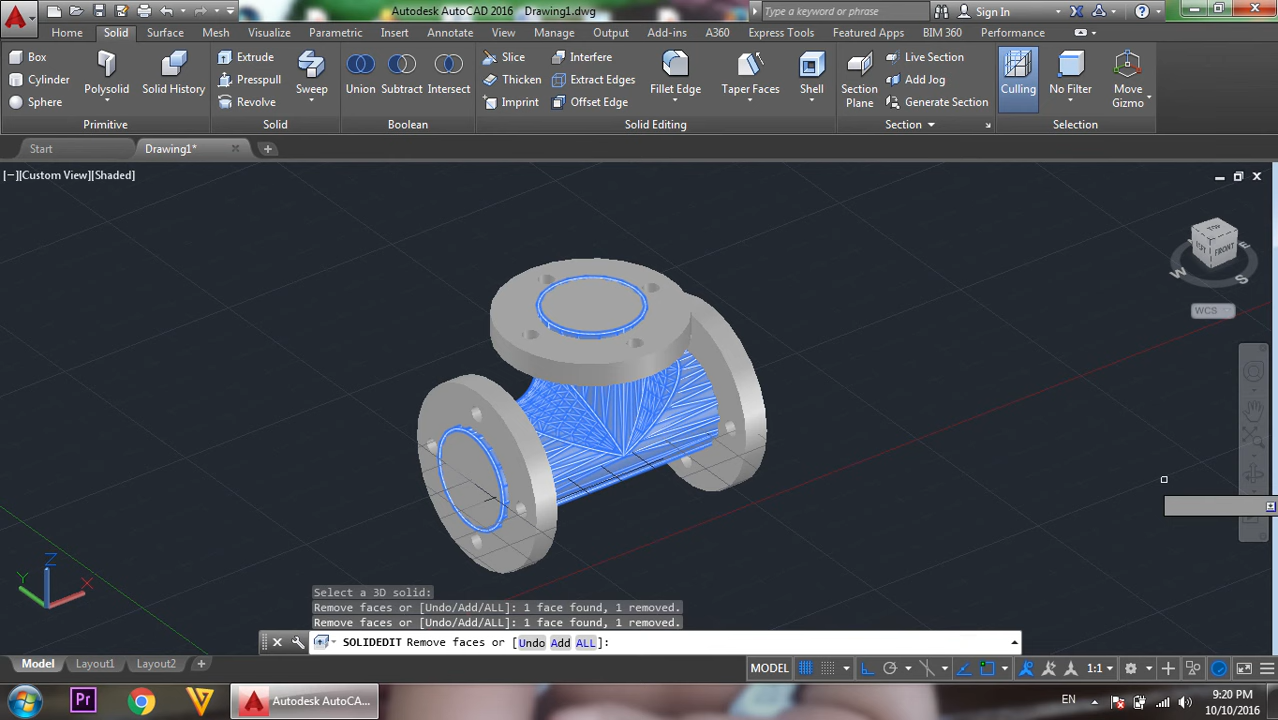 Autodesk AutoCAD 2016 Drawing1.dwg
Type a keyword or phrase
Sign In
Home Solid Surface Mesh Visualize Parametric Insert Annotate View Manage Output Add-ins A360 Express Tools Featured Apps BIM 360 Performance
Box
Cylinder
Sphere
Polysolid
Solid History
Primitive
Extrude
Presspull
Revolve
Sweep
Solid
Union
Subtract
Intersect
Boolean
Slice
Interfere
Thicken
Extract Edges
Imprint
Offset Edge
Fillet Edge
Taper Faces
Shell
Solid Editing
Section
Plane
Live Section
Add Jog
Generate Section
Section
Culling
No Filter
Move
Gizmo
Selection
Start
Drawing1*
[−][Custom View][Shaded]
TOP
LEFT
FRONT
W
S
E
WCS
Z
Y
X
Select a 3D solid:
Remove faces or [Undo/Add/ALL]: 1 face found, 1 removed.
Remove faces or [Undo/Add/ALL]: 1 face found, 1 removed.
SOLIDEDIT Remove faces or [Undo Add ALL]:
Model Layout1 Layout2
MODEL
1:1
Pr
Autodesk AutoCA...
EN
9:20 PM
10/10/2016